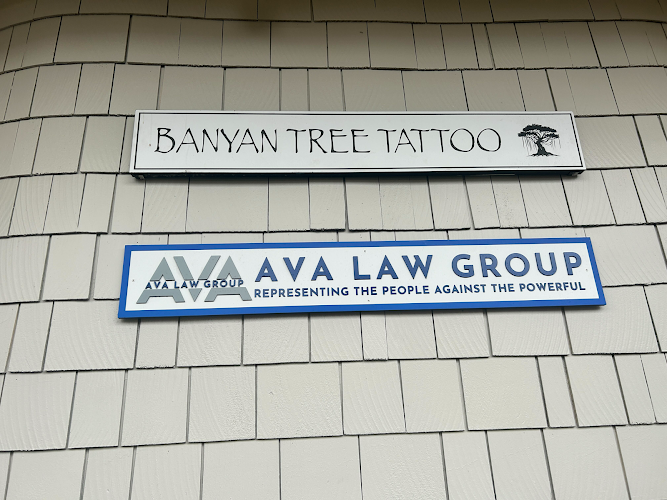 BANYAN TREE TATTOO
AVA
AVA LAW GROUP
AVA LAW GROUP
REPRESENTING THE PEOPLE AGAINST THE POWERFUL